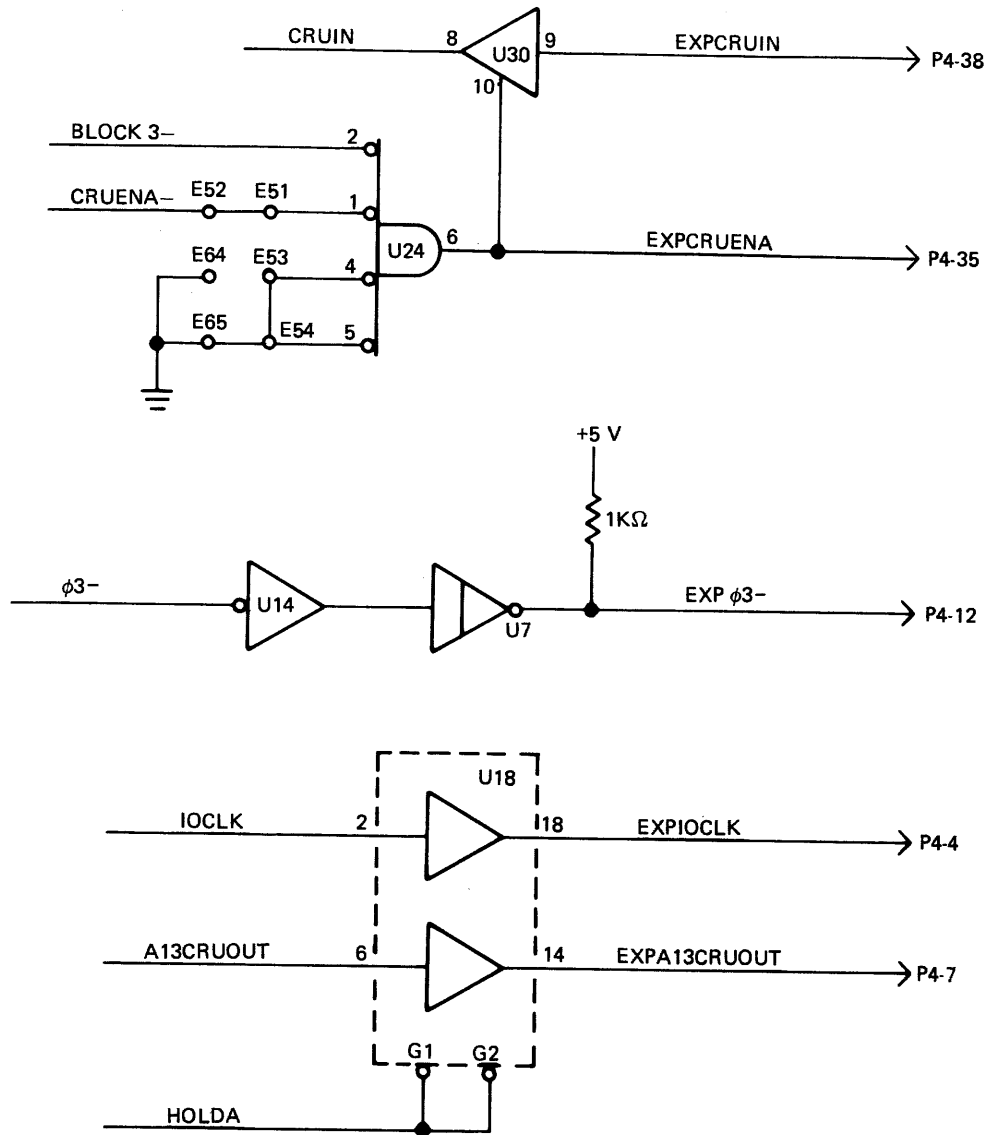 CRUIN 8 U30 9 EXPCRUIN P4-38
10
BLOCK 3– 2
CRUENA– E52 E51 1
U24 6 EXPCRUENA P4-35
E64 E53 4
E65 E54 5
+5 V
1KΩ
ϕ3– U14 U7 EXP ϕ3– P4-12
U18
IOCLK 2 18 EXPIOCLK P4-4
A13CRUOUT 6 14 EXPA13CRUOUT P4-7
G1 G2
HOLDA